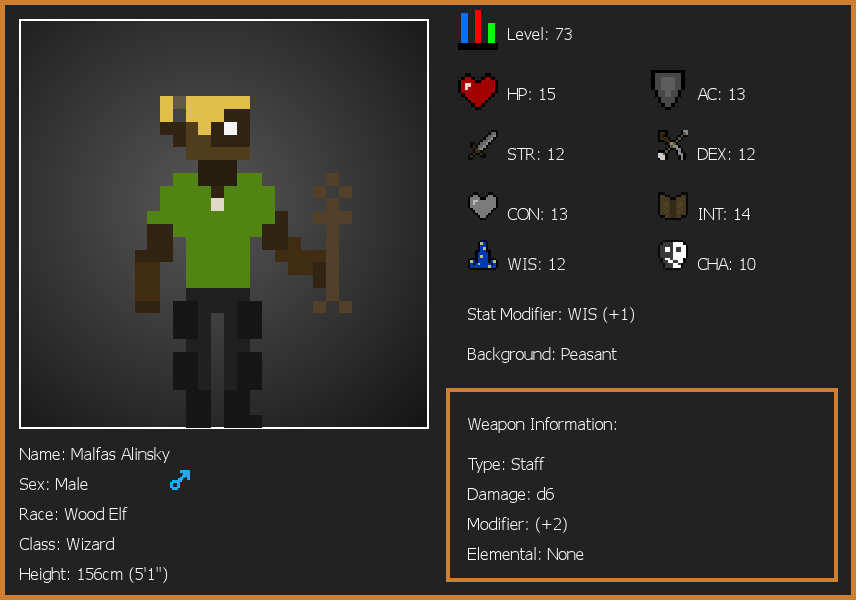 Level: 73
HP: 15
AC: 13
STR: 12
DEX: 12
CON: 13
INT: 14
WIS: 12
CHA: 10
Stat Modifier: WIS (+1)
Background: Peasant
Weapon Information:
Type: Staff
Damage: d6
Modifier: (+2)
Elemental: None
Name: Malfas Alinsky
Sex: Male
Race: Wood Elf
Class: Wizard
Height: 156cm (5'1")